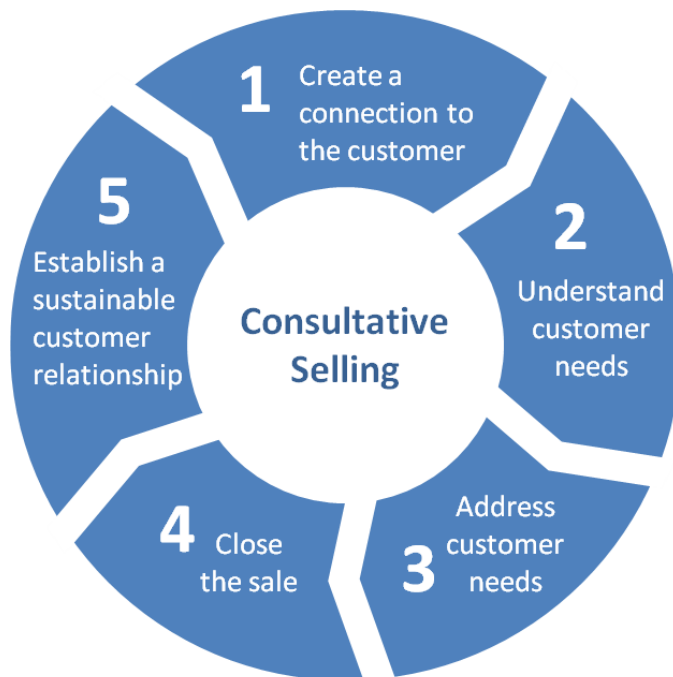 1
Create a
connection to
the customer
2
Understand
customer
needs
3
Address
customer
needs
4
Close
the sale
5
Establish a
sustainable
customer
relationship
Consultative
Selling